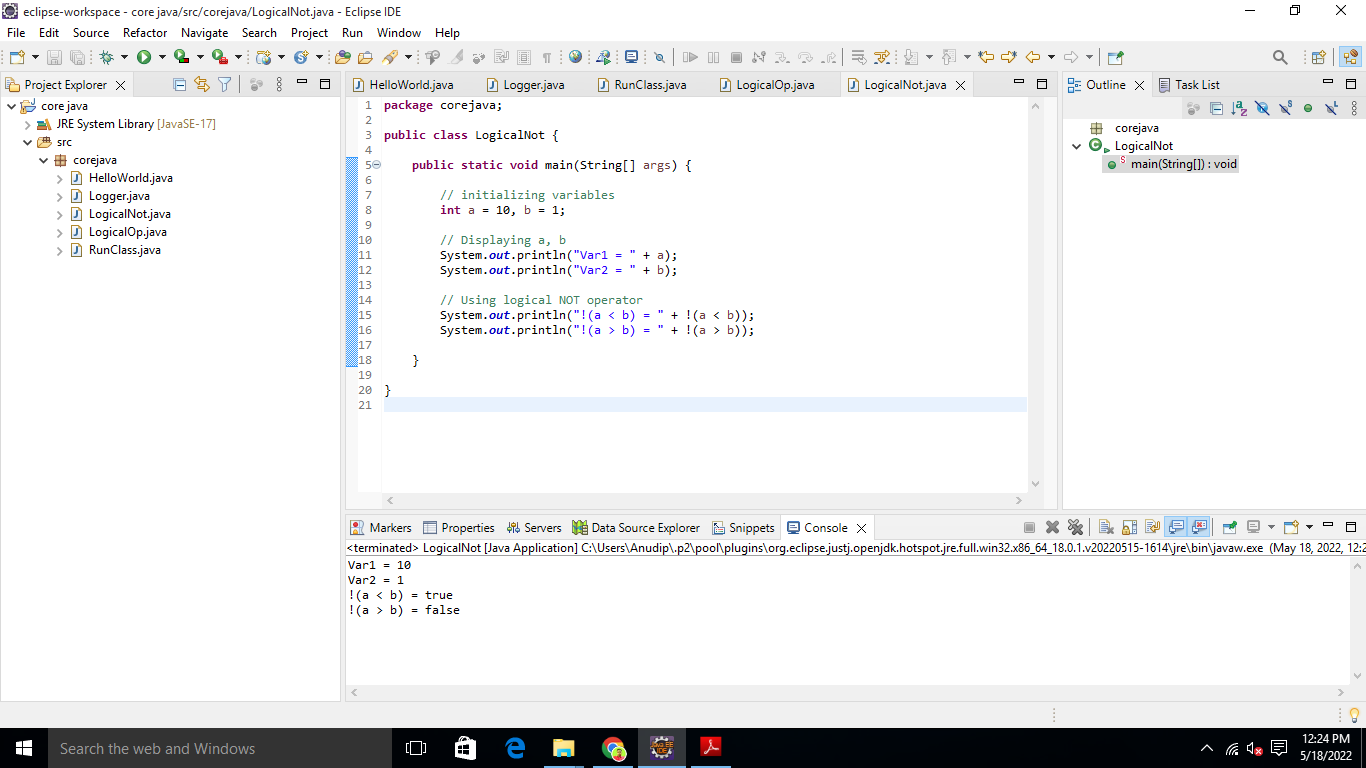 eclipse-workspace - core java/src/corejava/LogicalNot.java - Eclipse IDE
File Edit Source Refactor Navigate Search Project Run Window Help
Project Explorer
core java
JRE System Library [JavaSE-17]
src
corejava
HelloWorld.java
Logger.java
LogicalNot.java
LogicalOp.java
RunClass.java
HelloWorld.java Logger.java RunClass.java LogicalOp.java LogicalNot.java
1 package corejava;
2
3 public class LogicalNot {
4
5 public static void main(String[] args) {
6
7 // initializing variables
8 int a = 10, b = 1;
9
10 // Displaying a, b
11 System.out.println("Var1 = " + a);
12 System.out.println("Var2 = " + b);
13
14 // Using logical NOT operator
15 System.out.println("!(a < b) = " + !(a < b));
16 System.out.println("!(a > b) = " + !(a > b));
17
18 }
19
20 }
21
Outline Task List
corejava
LogicalNot
main(String[]) : void
Markers Properties Servers Data Source Explorer Snippets Console
<terminated> LogicalNot [Java Application] C:\Users\Anudip\.p2\pool\plugins\org.eclipse.justj.openjdk.hotspot.jre.full.win32.x86_64_18.0.1.v20220515-1614\jre\bin\javaw.exe (May 18, 2022, 12:2
Var1 = 10
Var2 = 1
!(a < b) = true
!(a > b) = false
Search the web and Windows
12:24 PM
5/18/2022